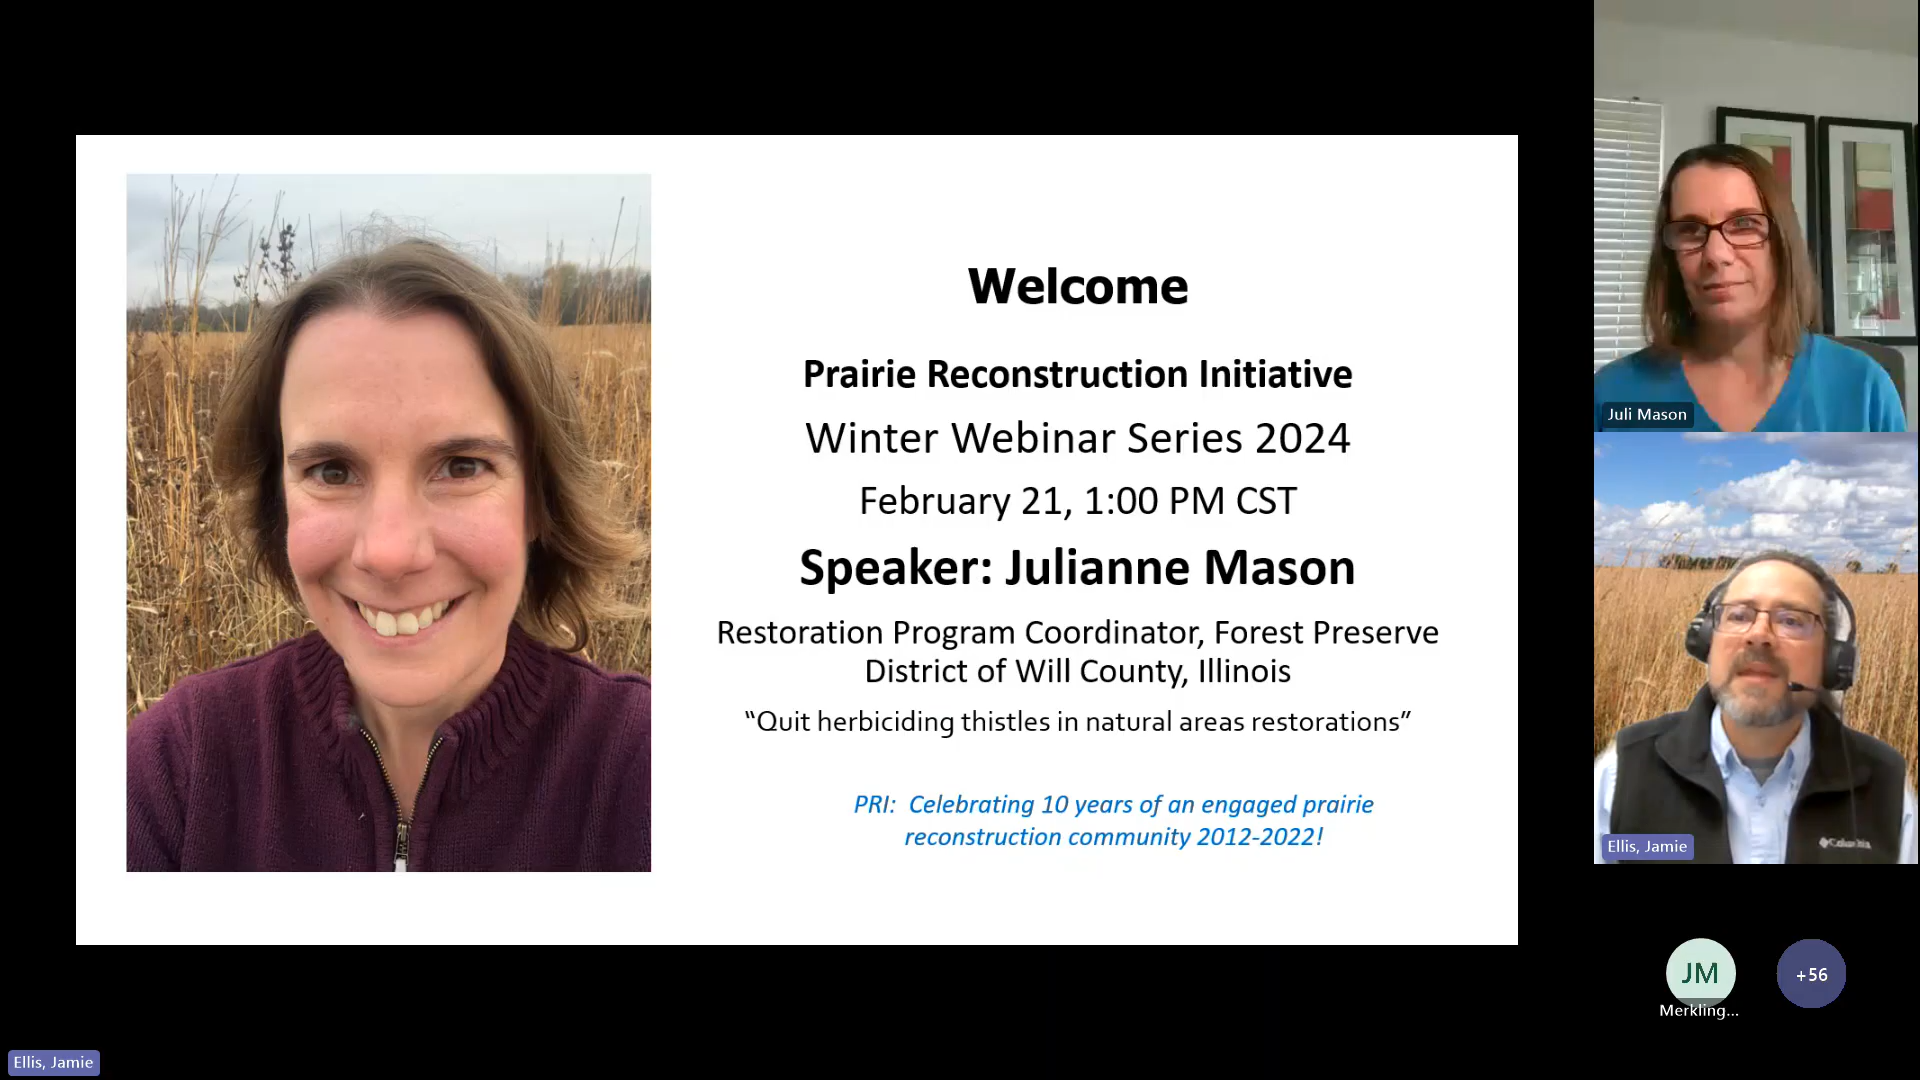 Welcome
Prairie Reconstruction Initiative
Winter Webinar Series 2024
February 21, 1:00 PM CST
Speaker: Julianne Mason
Restoration Program Coordinator, Forest Preserve
District of Will County, Illinois
“Quit herbiciding thistles in natural areas restorations”
PRI:  Celebrating 10 years of an engaged prairie
reconstruction community 2012-2022!
Juli Mason
Columbia
Ellis, Jamie
JM
Merkling...
+56
Ellis, Jamie